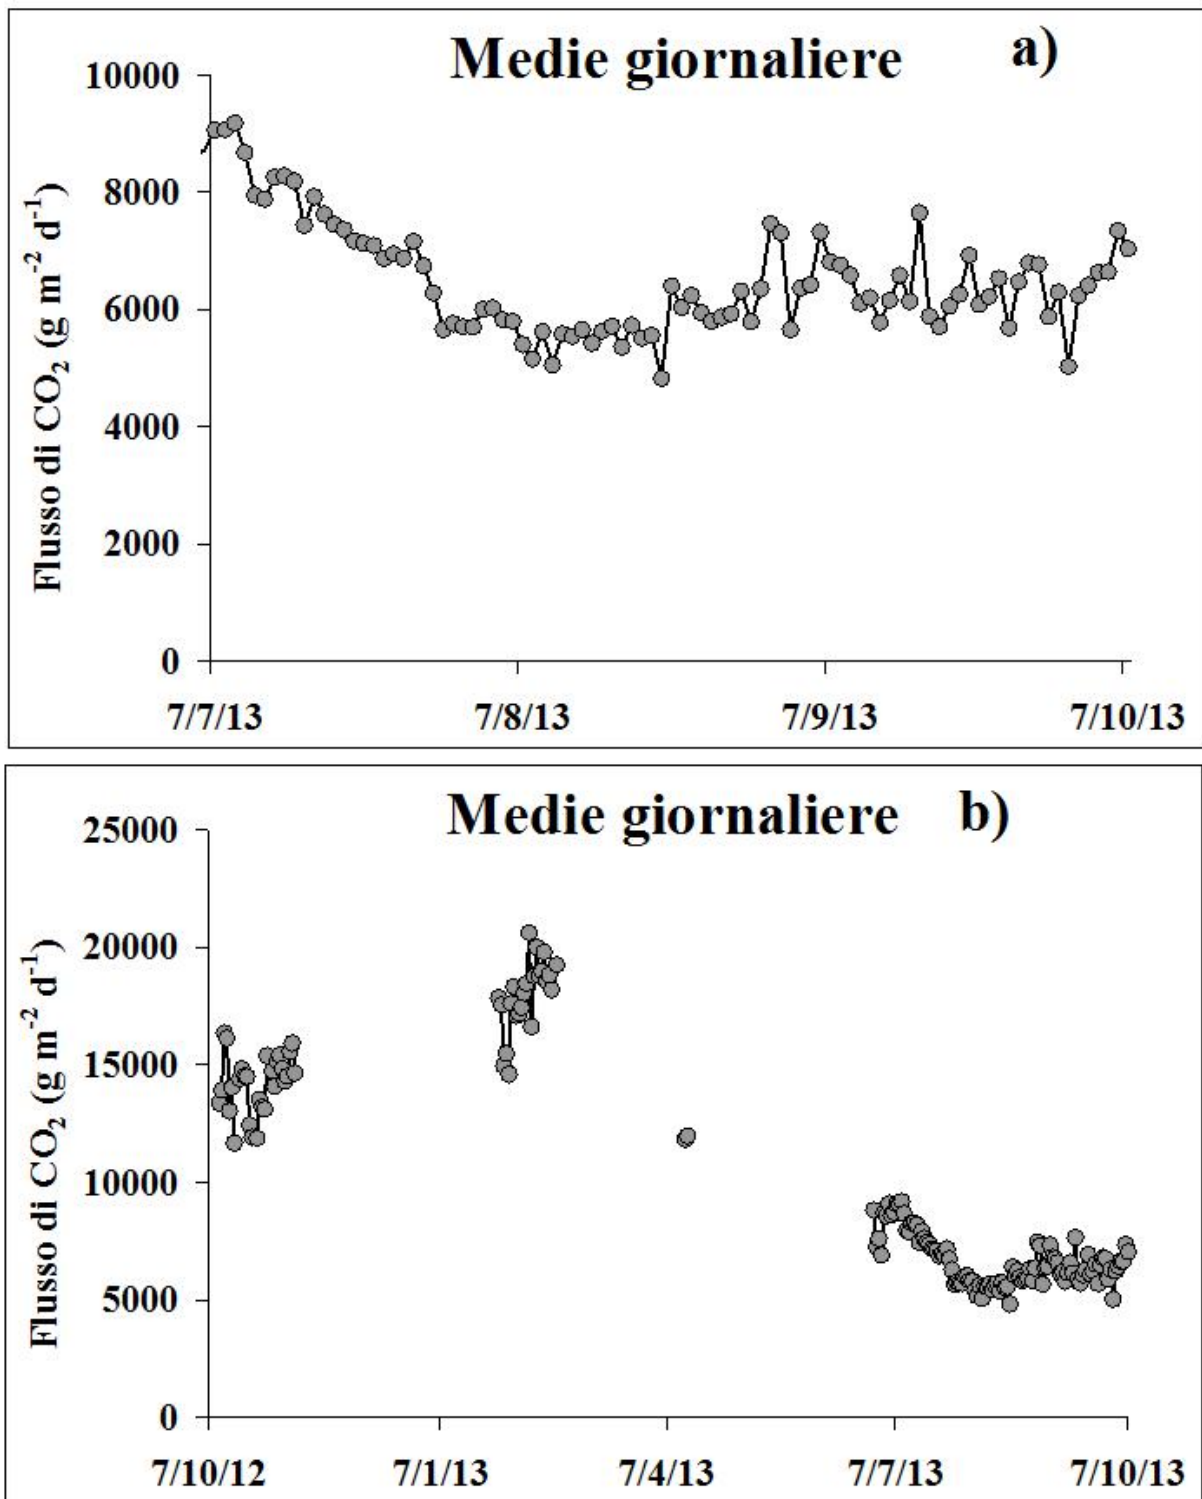 Medie giornaliere a)
10000
8000
6000
4000
2000
0
Flusso di CO₂ (g m⁻² d⁻¹)
7/7/13 7/8/13 7/9/13 7/10/13
Medie giornaliere b)
25000
20000
15000
10000
5000
0
Flusso di CO₂ (g m⁻² d⁻¹)
7/10/12 7/1/13 7/4/13 7/7/13 7/10/13